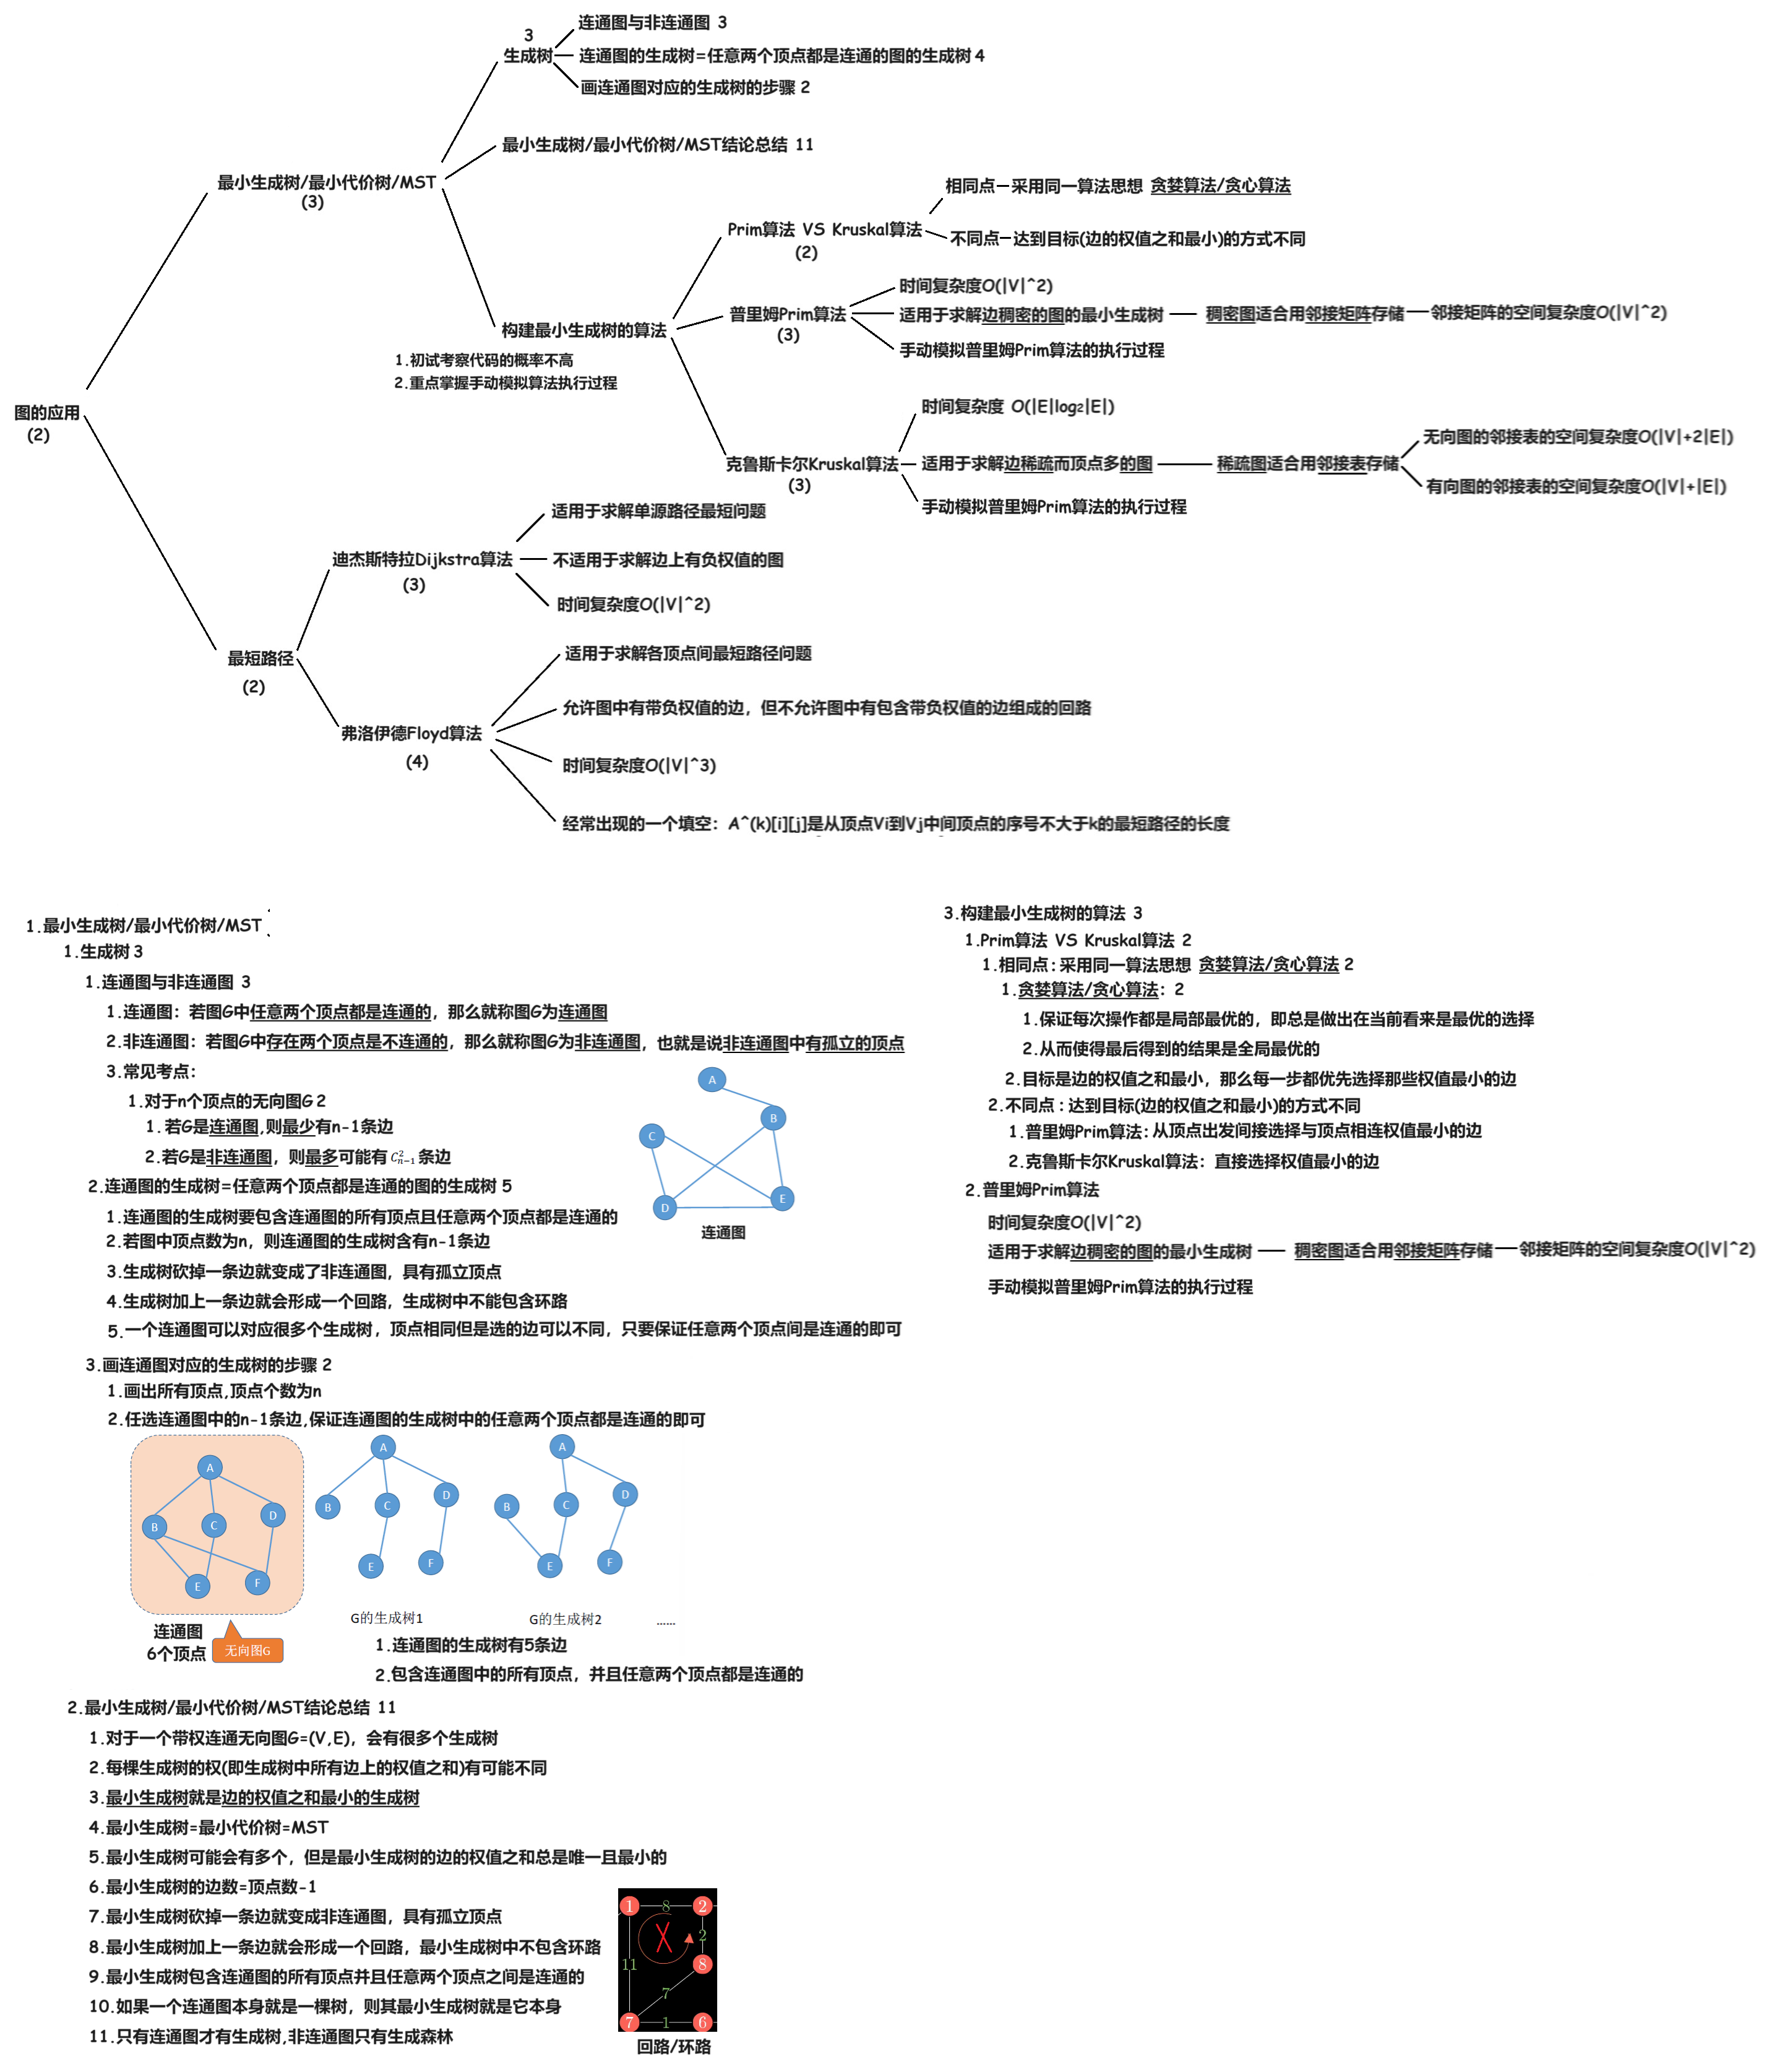 连通图与非连通图 3
3
生成树
连通图的生成树=任意两个顶点都是连通的图的生成树 4
画连通图对应的生成树的步骤 2
最小生成树/最小代价树/MST结论总结 11
最小生成树/最小代价树/MST
(3)
相同点—采用同一算法思想 贪婪算法/贪心算法
Prim算法 VS Kruskal算法
(2)
不同点—达到目标(边的权值之和最小)的方式不同
时间复杂度O(|V|^2)
普里姆Prim算法
(3)
适用于求解边稠密的图的最小生成树 — 稠密图适合用邻接矩阵存储—邻接矩阵的空间复杂度O(|V|^2)
手动模拟普里姆Prim算法的执行过程
构建最小生成树的算法
1.初试考察代码的概率不高
2.重点掌握手动模拟算法执行过程
图的应用
(2)
时间复杂度 O(|E|log2|E|)
克鲁斯卡尔Kruskal算法
(3)
适用于求解边稀疏而顶点多的图 — 稀疏图适合用邻接表存储
无向图的邻接表的空间复杂度O(|V|+2|E|)
有向图的邻接表的空间复杂度O(|V|+|E|)
手动模拟普里姆Prim算法的执行过程
适用于求解单源路径最短问题
迪杰斯特拉Dijkstra算法
(3)
不适用于求解边上有负权值的图
时间复杂度O(|V|^2)
最短路径
(2)
适用于求解各顶点间最短路径问题
允许图中有带负权值的边，但不允许图中有包含带负权值的边组成的回路
弗洛伊德Floyd算法
(4)
时间复杂度O(|V|^3)
经常出现的一个填空：A^(k)[i][j]是从顶点Vi到Vj中间顶点的序号不大于k的最短路径的长度
1.最小生成树/最小代价树/MST
1.生成树 3
1.连通图与非连通图 3
1.连通图：若图G中任意两个顶点都是连通的，那么就称图G为连通图
2.非连通图：若图G中存在两个顶点是不连通的，那么就称图G为非连通图，也就是说非连通图中有孤立的顶点
3.常见考点：
1.对于n个顶点的无向图G 2
1. 若G是连通图,则最少有n-1条边
2.若G是非连通图，则最多可能有 C²ₙ₋₁ 条边
A
B
C
D
E
连通图
2.连通图的生成树=任意两个顶点都是连通的图的生成树 5
1.连通图的生成树要包含连通图的所有顶点且任意两个顶点都是连通的
2.若图中顶点数为n，则连通图的生成树含有n-1条边
3.生成树砍掉一条边就变成了非连通图，具有孤立顶点
4.生成树加上一条边就会形成一个回路，生成树中不能包含环路
5.一个连通图可以对应很多个生成树，顶点相同但是选的边可以不同，只要保证任意两个顶点间是连通的即可
3.画连通图对应的生成树的步骤 2
1.画出所有顶点,顶点个数为n
2.任选连通图中的n-1条边,保证连通图的生成树中的任意两个顶点都是连通的即可
A
B
C
D
E
F
连通图
6个顶点
无向图G
A
B
C
D
E
F
G的生成树1
A
B
C
D
E
F
G的生成树2
……
1.连通图的生成树有5条边
2.包含连通图中的所有顶点，并且任意两个顶点都是连通的
2.最小生成树/最小代价树/MST结论总结 11
1.对于一个带权连通无向图G=(V,E)，会有很多个生成树
2.每棵生成树的权(即生成树中所有边上的权值之和)有可能不同
3.最小生成树就是边的权值之和最小的生成树
4.最小生成树=最小代价树=MST
5.最小生成树可能会有多个，但是最小生成树的边的权值之和总是唯一且最小的
6.最小生成树的边数=顶点数-1
7.最小生成树砍掉一条边就变成非连通图，具有孤立顶点
8.最小生成树加上一条边就会形成一个回路，最小生成树中不包含环路
9.最小生成树包含连通图的所有顶点并且任意两个顶点之间是连通的
10.如果一个连通图本身就是一棵树，则其最小生成树就是它本身
11.只有连通图才有生成树,非连通图只有生成森林
1 8 2
2
11
8
7
7 1 6
回路/环路
3.构建最小生成树的算法 3
1.Prim算法 VS Kruskal算法 2
1.相同点：采用同一算法思想 贪婪算法/贪心算法 2
1.贪婪算法/贪心算法：2
1.保证每次操作都是局部最优的，即总是做出在当前看来是最优的选择
2.从而使得最后得到的结果是全局最优的
2.目标是边的权值之和最小，那么每一步都优先选择那些权值最小的边
2.不同点：达到目标(边的权值之和最小)的方式不同
1.普里姆Prim算法：从顶点出发间接选择与顶点相连权值最小的边
2.克鲁斯卡尔Kruskal算法：直接选择权值最小的边
2.普里姆Prim算法
时间复杂度O(|V|^2)
适用于求解边稠密的图的最小生成树 — 稠密图适合用邻接矩阵存储—邻接矩阵的空间复杂度O(|V|^2)
手动模拟普里姆Prim算法的执行过程